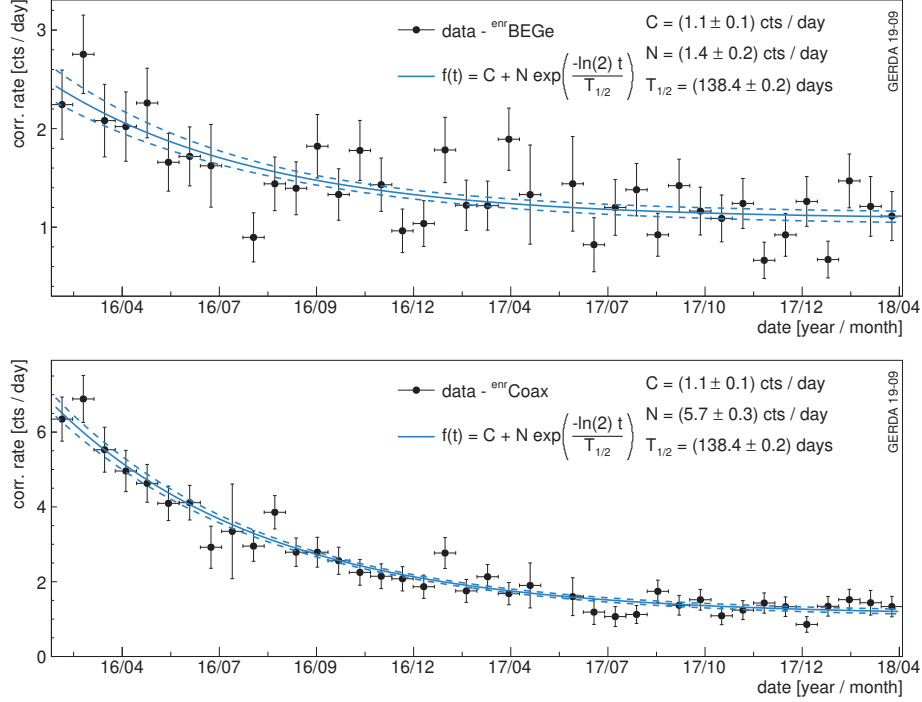 corr. rate [cts / day]
3
2
1
data - enrBEGe
f(t) = C + N exp(-ln(2) t / T1/2)
C = (1.1 ± 0.1) cts / day
N = (1.4 ± 0.2) cts / day
T1/2 = (138.4 ± 0.2) days
GERDA 19-09
16/04 16/07 16/09 16/12 17/04 17/07 17/10 17/12 18/04
date [year / month]
corr. rate [cts / day]
6
4
2
0
data - enrCoax
f(t) = C + N exp(-ln(2) t / T1/2)
C = (1.1 ± 0.1) cts / day
N = (5.7 ± 0.3) cts / day
T1/2 = (138.4 ± 0.2) days
GERDA 19-09
16/04 16/07 16/09 16/12 17/04 17/07 17/10 17/12 18/04
date [year / month]